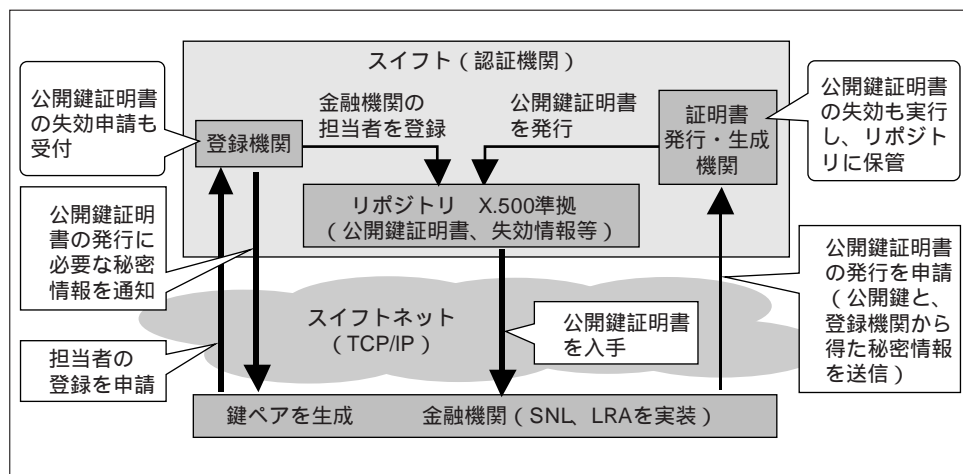 スイフト（認証機関）
公開鍵証明書
の失効申請も
受付
金融機関の
担当者を登録
公開鍵証明書
を発行
公開鍵証明書
の失効も実行
し、リポジト
リに保管
登録機関
証明書
発行・生成
機関
リポジトリ　X.500準拠
（公開鍵証明書、失効情報等）
公開鍵証明
書の発行に
必要な秘密
情報を通知
公開鍵証明書
の発行を申請
（公開鍵と、
登録機関から
得た秘密情報
を送信）
スイフトネット
（TCP/IP）
公開鍵証明書
を入手
担当者の
登録を申請
鍵ペアを生成　　金融機関（SNL、LRAを実装）